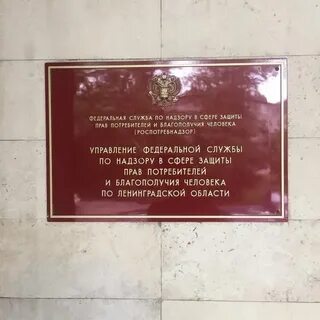 ФЕДЕРАЛЬНАЯ СЛУЖБА ПО НАДЗОРУ В СФЕРЕ ЗАЩИТЫ
ПРАВ ПОТРЕБИТЕЛЕЙ И БЛАГОПОЛУЧИЯ ЧЕЛОВЕКА
(РОСПОТРЕБНАДЗОР)
УПРАВЛЕНИЕ ФЕДЕРАЛЬНОЙ СЛУЖБЫ
ПО НАДЗОРУ В СФЕРЕ ЗАЩИТЫ
ПРАВ ПОТРЕБИТЕЛЕЙ
И БЛАГОПОЛУЧИЯ ЧЕЛОВЕКА
ПО ЛЕНИНГРАДСКОЙ ОБЛАСТИ